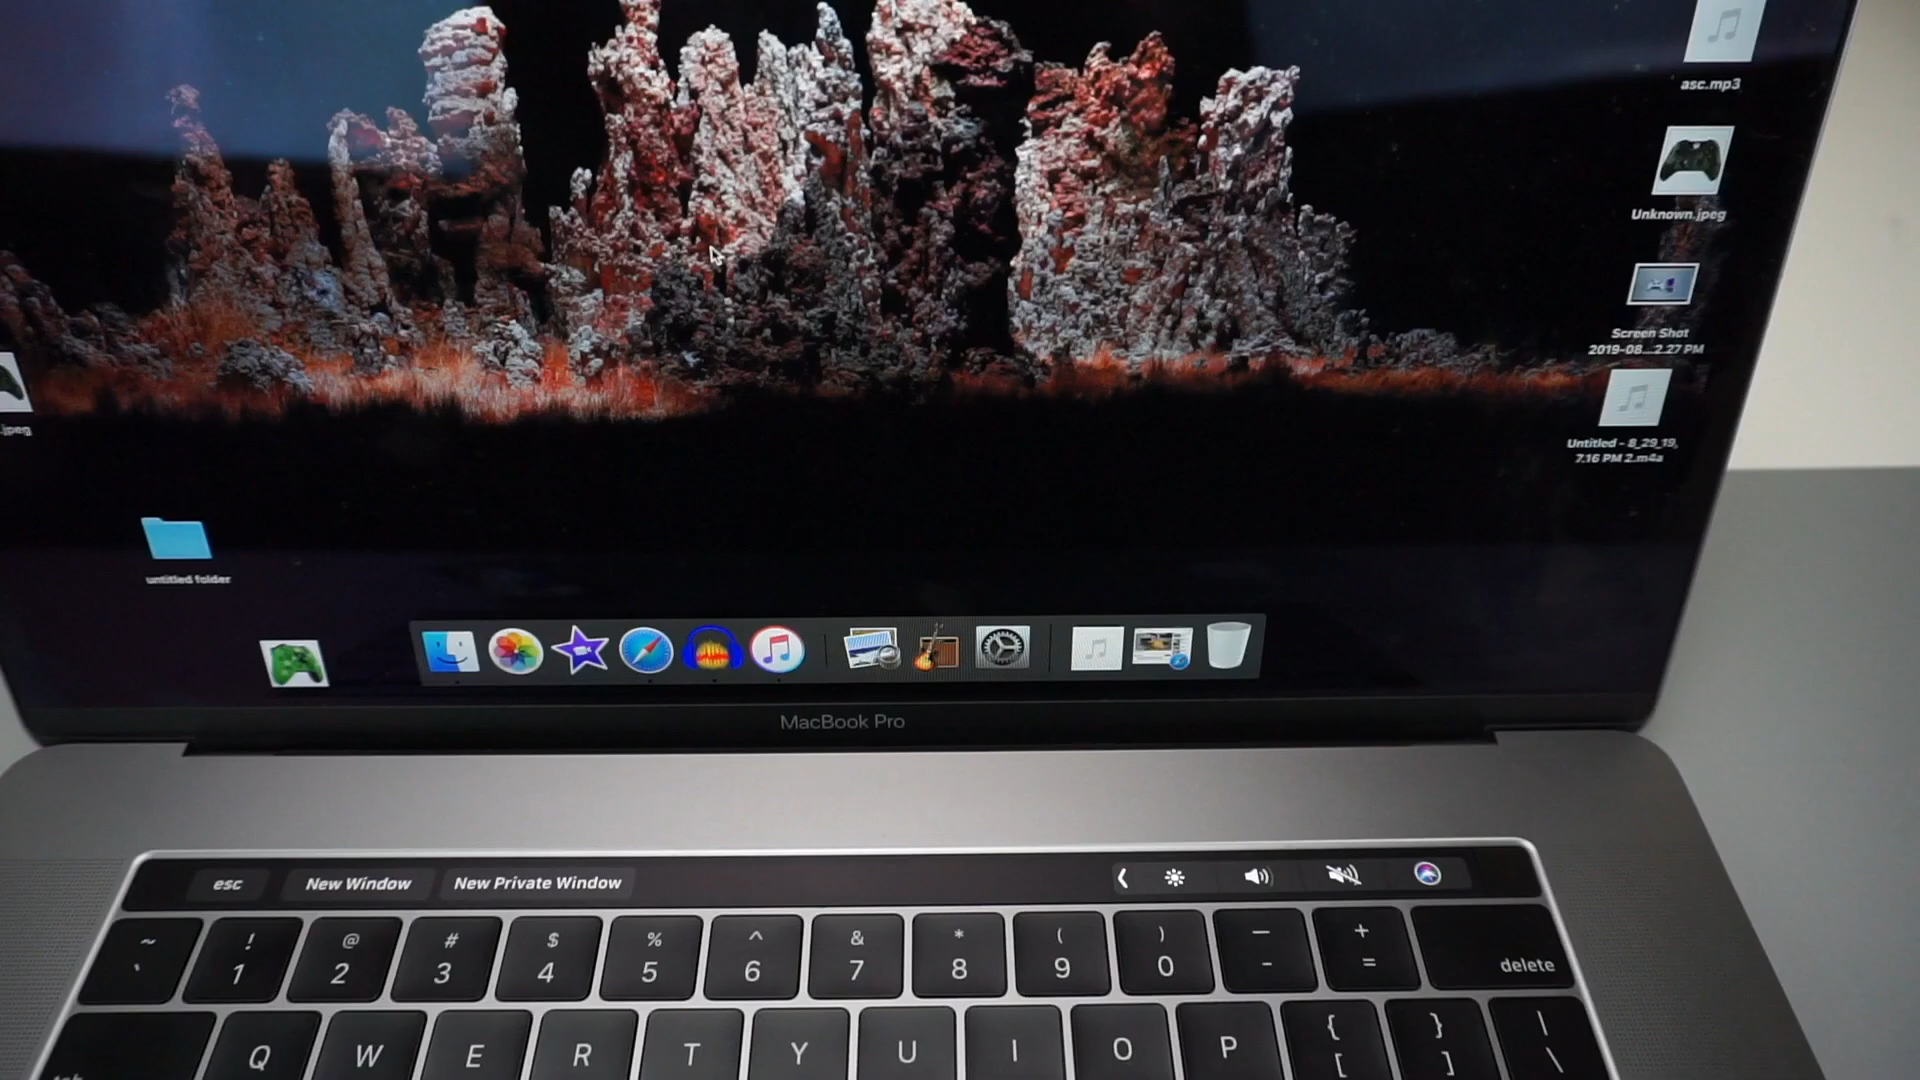 asc.mp3
Unknown.jpeg
Screen Shot
2019-08...2.27 PM
.jpeg
Untitled - 8_29_19,
7.16 PM 2.m4a
untitled folder
MacBook Pro
esc
New Window
New Private Window
~ ! @ # $ % ^ & * ( ) — +
` 1 2 3 4 5 6 7 8 9 0 - =
delete
Q W E R T Y U I O P { } |
[ ] \
tab